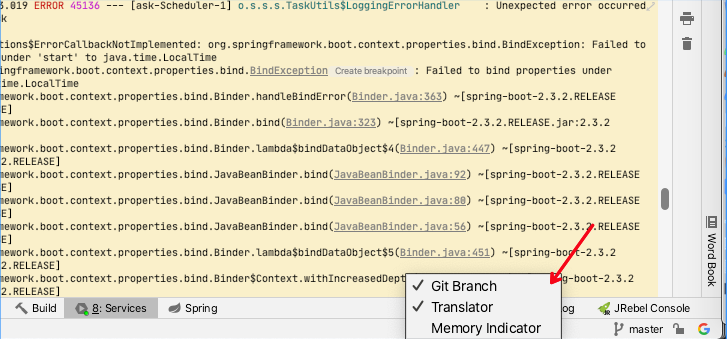 3.019 ERROR 45136 --- [ask-Scheduler-1] o.s.s.s.TaskUtils$LoggingErrorHandler : Unexpected error occurred
k
tions$ErrorCallbackNotImplemented: org.springframework.boot.context.properties.bind.BindException: Failed to
under 'start' to java.time.LocalTime
ingframework.boot.context.properties.bind.BindException Create breakpoint : Failed to bind properties under
ime.LocalTime
mework.boot.context.properties.bind.Binder.handleBindError(Binder.java:363) ~[spring-boot-2.3.2.RELEASE
E]
mework.boot.context.properties.bind.Binder.bind(Binder.java:323) ~[spring-boot-2.3.2.RELEASE.jar:2.3.2
mework.boot.context.properties.bind.Binder.lambda$bindDataObject$4(Binder.java:447) ~[spring-boot-2.3.2
2.RELEASE]
mework.boot.context.properties.bind.JavaBeanBinder.bind(JavaBeanBinder.java:92) ~[spring-boot-2.3.2.RELEASE
E]
mework.boot.context.properties.bind.JavaBeanBinder.bind(JavaBeanBinder.java:80) ~[spring-boot-2.3.2.RELEASE
E]
mework.boot.context.properties.bind.JavaBeanBinder.bind(JavaBeanBinder.java:56) ~[spring-boot-2.3.2.RELEASE
E]
mework.boot.context.properties.bind.Binder.lambda$bindDataObject$5(Binder.java:451) ~[spring-boot-2.3.2
2.RELEASE]
mework.boot.context.properties.bind.Binder$Context.withIncreasedDept spring-boot-2.3.2
2.RELEASE]
Word Book
Git Branch
Translator
Memory Indicator
Build 8: Services Spring og JRebel Console
master